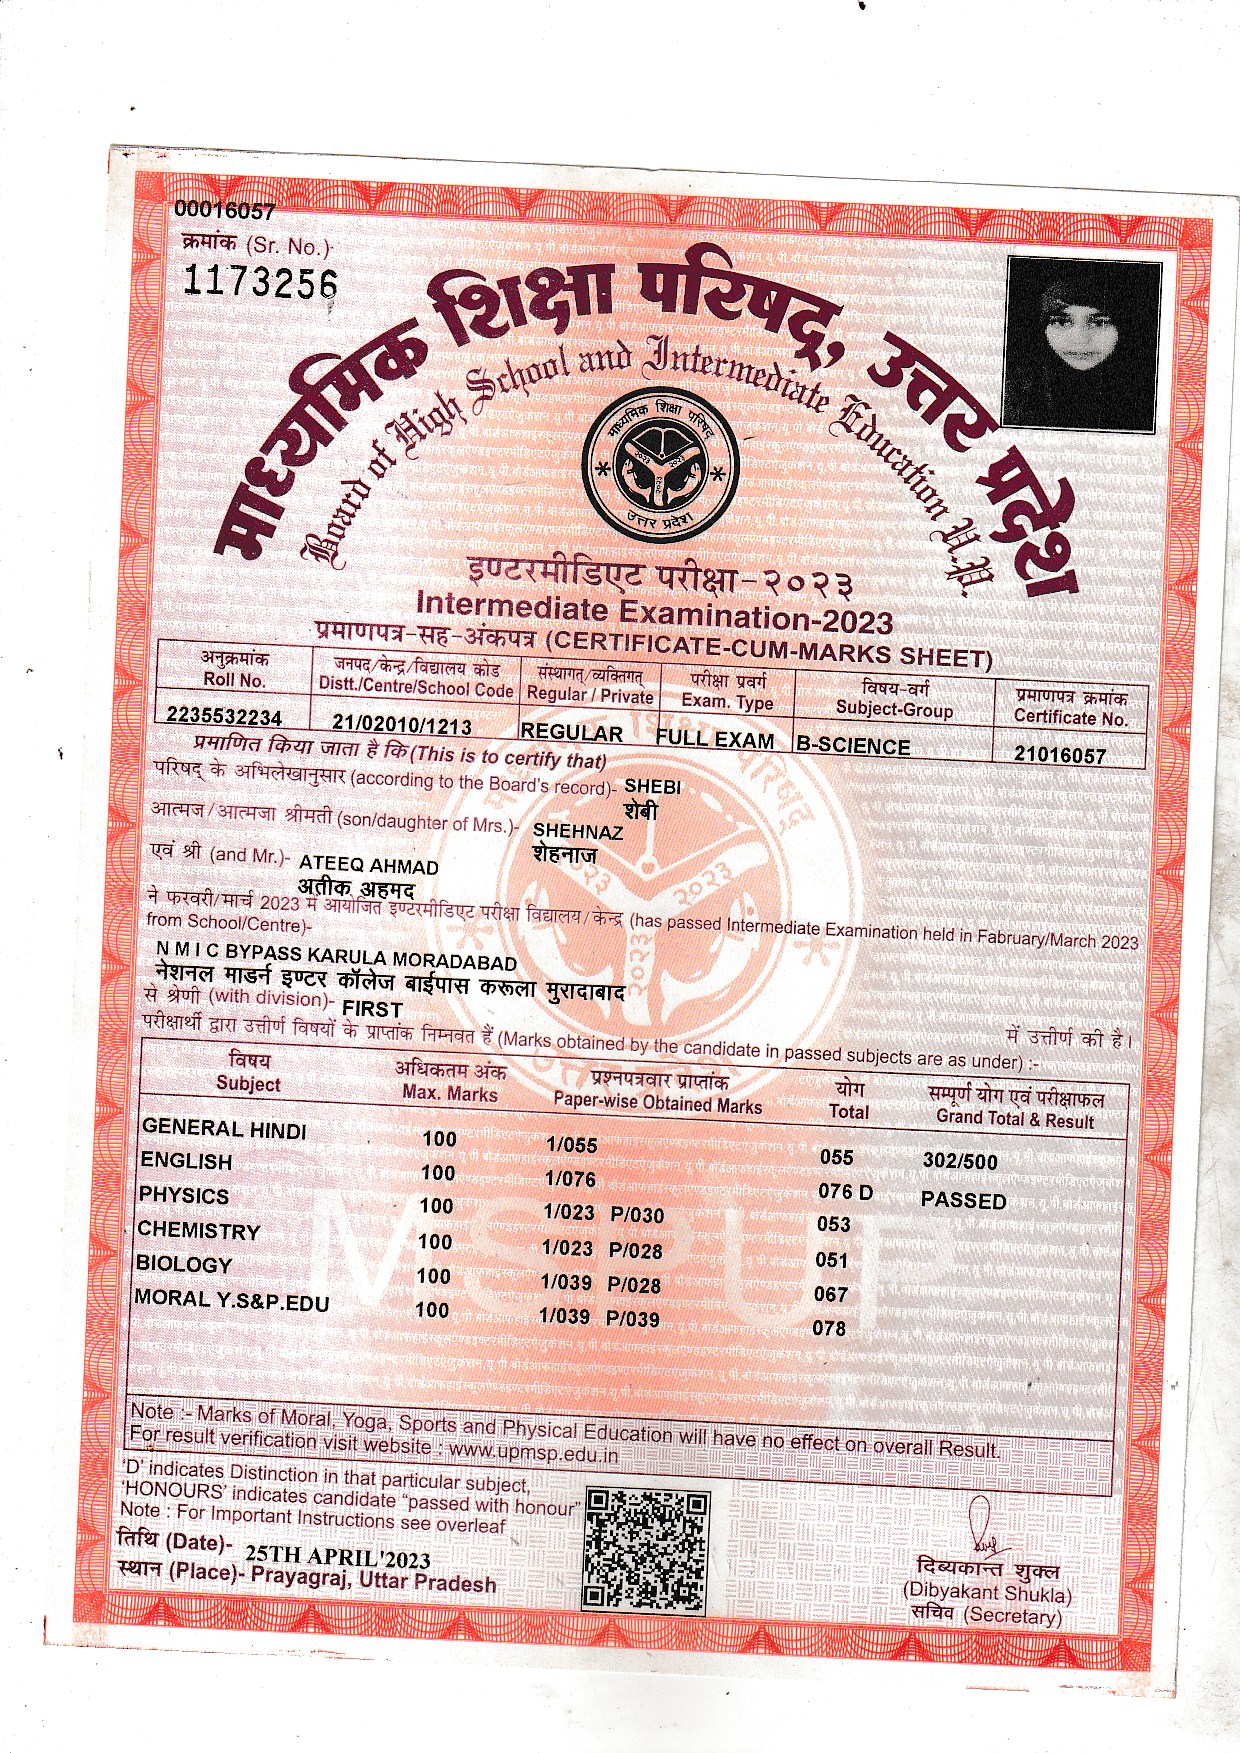 00016057
क्रमांक (Sr. No.)
1173256
माध्यमिक शिक्षा परिषद्, उत्तर प्रदेश
Board of High School and Intermediate Education U.P.
माध्यमिक शिक्षा परिषद्
२०२३ २०२३
२०२३
उत्तर प्रदेश
इण्टरमीडिएट परीक्षा-२०२३
Intermediate Examination-2023
प्रमाणपत्र-सह-अंकपत्र (CERTIFICATE-CUM-MARKS SHEET)
अनुक्रमांक जनपद/केन्द्र/विद्यालय कोड संस्थागत/व्यक्तिगत परीक्षा प्रवर्ग विषय-वर्ग प्रमाणपत्र क्रमांक
Roll No. Distt./Centre/School Code Regular / Private Exam. Type Subject-Group Certificate No.
2235532234 21/02010/1213 REGULAR FULL EXAM B-SCIENCE 21016057
प्रमाणित किया जाता है कि (This is to certify that)
परिषद् के अभिलेखानुसार (according to the Board's record)- SHEBI
शेबी
आत्मज/आत्मजा श्रीमती (son/daughter of Mrs.)- SHEHNAZ
शेहनाज
एवं श्री (and Mr.)- ATEEQ AHMAD
अतीक अहमद
ने फरवरी/मार्च 2023 में आयोजित इण्टरमीडिएट परीक्षा विद्यालय/केन्द्र (has passed Intermediate Examination held in Fabruary/March 2023
from School/Centre)-
N M I C BYPASS KARULA MORADABAD
नेशनल माडर्न इण्टर कॉलेज बाईपास करूला मुरादाबाद
से श्रेणी (with division)- FIRST में उत्तीर्ण की है।
परीक्षार्थी द्वारा उत्तीर्ण विषयों के प्राप्तांक निम्नवत हैं (Marks obtained by the candidate in passed subjects are as under) :-
विषय अधिकतम अंक प्रश्नपत्रवार प्राप्तांक योग सम्पूर्ण योग एवं परीक्षाफल
Subject Max. Marks Paper-wise Obtained Marks Total Grand Total & Result
GENERAL HINDI 100 1/055 055 302/500
ENGLISH 100 1/076 076 D PASSED
PHYSICS 100 1/023 P/030 053
CHEMISTRY 100 1/023 P/028 051
BIOLOGY 100 1/039 P/028 067
MORAL Y.S&P.EDU 100 1/039 P/039 078
Note :- Marks of Moral, Yoga, Sports and Physical Education will have no effect on overall Result.
For result verification visit website : www.upmsp.edu.in
'D' indicates Distinction in that particular subject,
'HONOURS' indicates candidate "passed with honour"
Note : For Important Instructions see overleaf
तिथि (Date)- 25TH APRIL'2023
स्थान (Place)- Prayagraj, Uttar Pradesh
दिव्यकान्त शुक्ल
(Dibyakant Shukla)
सचिव (Secretary)